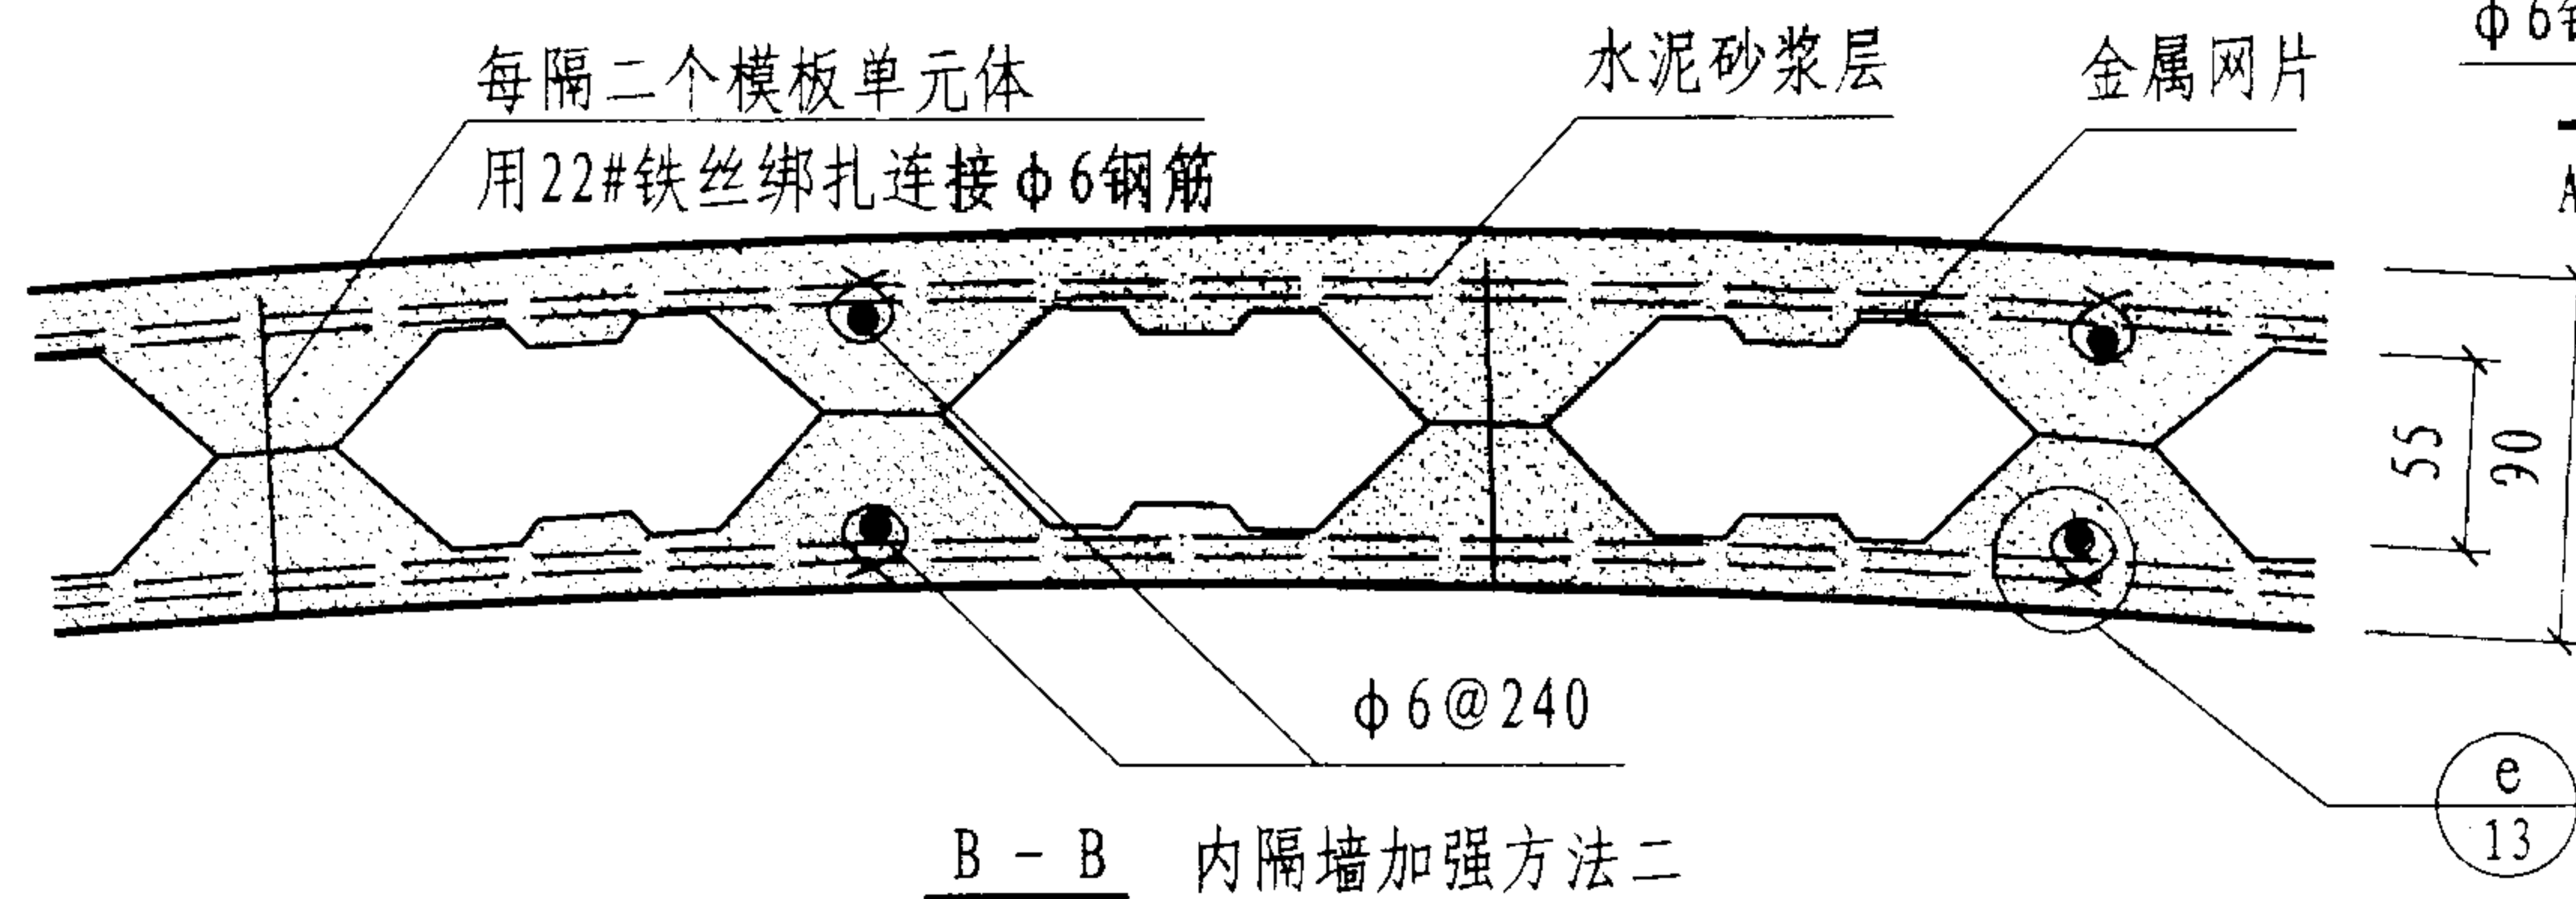 每隔二个模板单元体
用22#铁丝绑扎连接φ6钢筋
水泥砂浆层
金属网片
φ6
A
55
90
φ6@240
e
13
B - B 内隔墙加强方法二